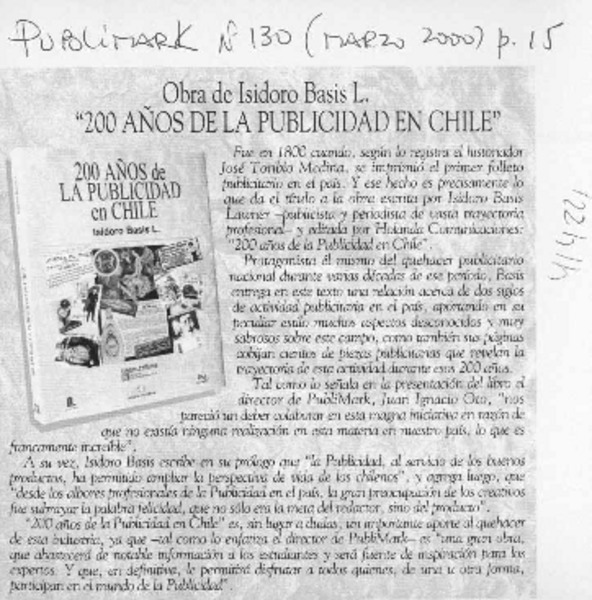 PUBLIMARK Nº 130 (MARZO 2000) p. 15
Obra de Isidoro Basis L.
"200 AÑOS DE LA PUBLICIDAD EN CHILE"
200 AÑOS de
LA PUBLICIDAD
en CHILE
Isidoro Basis L.
Fue en 1800 cuando, según lo registra el historiador
José Toribio Medina, se imprimió el primer folleto
publicitario en el país. Y ese hecho es precisamente lo
que da el título a la obra escrita por Isidoro Basis
Lawner –publicista y periodista de vasta trayectoria
profesional– y editada por Holanda Comunicaciones:
"200 años de la Publicidad en Chile".
Protagonista él mismo del quehacer publicitario
nacional durante varias décadas de ese período, Basis
entrega en este texto una relación acerca de dos siglos
de actividad publicitaria en el país, aportando en su
peculiar estilo muchos aspectos desconocidos y muy
sabrosos sobre este campo, como también sus páginas
cobijan cientos de piezas publicitarias que revelan la
trayectoria de esta actividad durante esos 200 años.
Tal como lo señala en la presentación del libro el
director de PubliMark, Juan Ignacio Oto, "nos
pareció un deber colaborar en esta magna iniciativa en razón de
que no existía ninguna realización en esta materia en nuestro país, lo que es
francamente increíble".
A su vez, Isidoro Basis escribe en su prólogo que "la Publicidad, al servicio de los buenos
productos, ha permitido ampliar la perspectiva de vida de los chilenos", y agrega luego, que
"desde los albores profesionales de la Publicidad en el país, la gran preocupación de los creativos
fue subrayar la palabra felicidad, que no sólo era la meta del redactor, sino del producto".
"200 años de la Publicidad en Chile" es, sin lugar a dudas, un importante aporte al quehacer
de esta industria, ya que –tal como lo enfatiza el director de PubliMark– es "una gran obra,
que abastecerá de notable información a los estudiantes y será fuente de inspiración para los
expertos. Y que, en definitiva, le permitirá disfrutar a todos quienes, de una u otra forma,
participan en el mundo de la Publicidad".